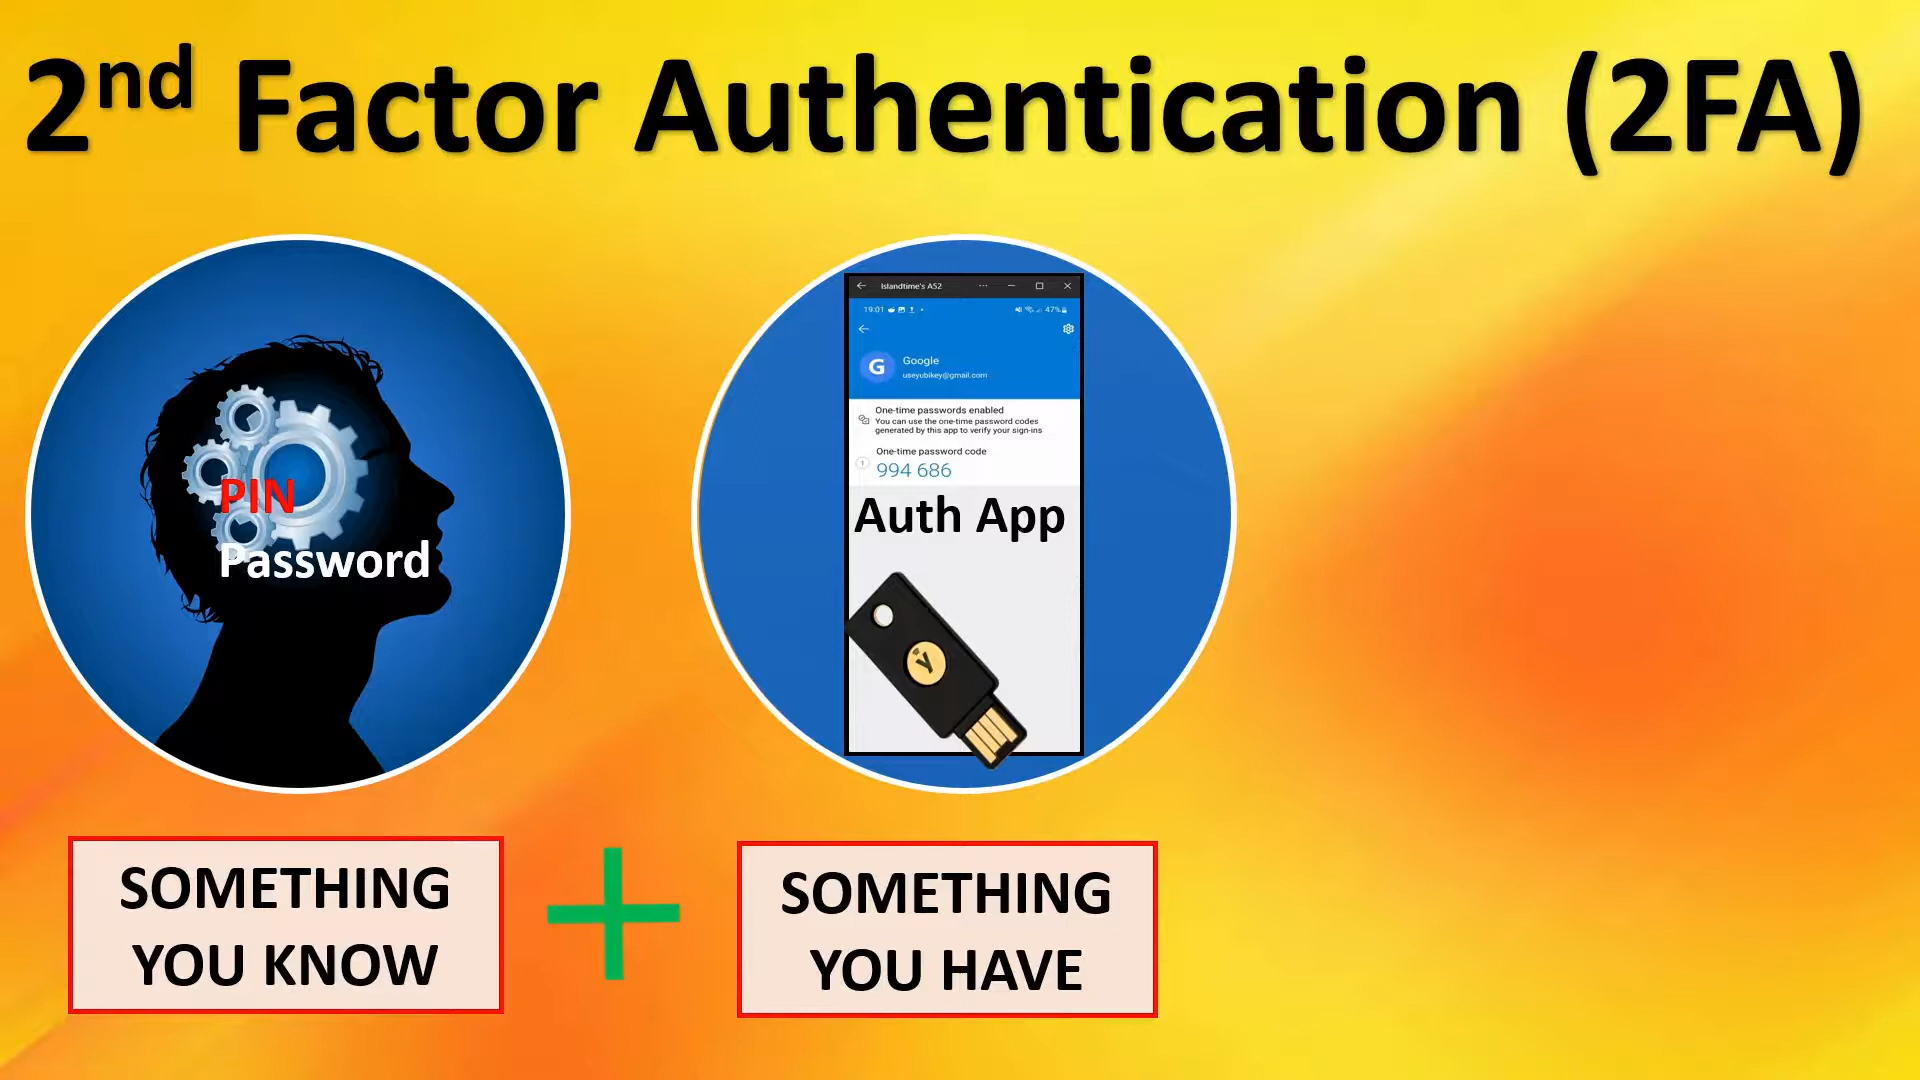 2nd Factor Authentication (2FA)
PIN
Password
Islandtime's A52
19:01
47%
G
Google
useyubikey@gmail.com
One-time passwords enabled
You can use the one-time password codes
generated by this app to verify your sign-ins
One-time password code
1
994 686
Auth App
y
SOMETHING
YOU KNOW
+
SOMETHING
YOU HAVE